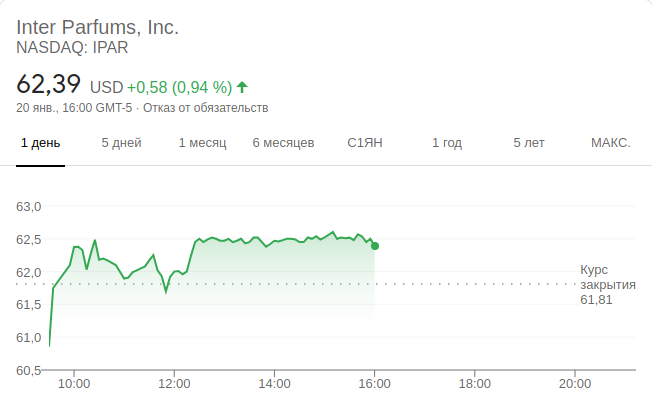 Inter Parfums, Inc.
NASDAQ: IPAR
62,39 USD +0,58 (0,94 %)
20 янв., 16:00 GMT-5 · Отказ от обязательств
1 день 5 дней 1 месяц 6 месяцев С1ЯН 1 год 5 лет МАКС.
63,0
62,5
62,0
61,5
61,0
60,5
Курс
закрытия
61,81
10:00 12:00 14:00 16:00 18:00 20:00